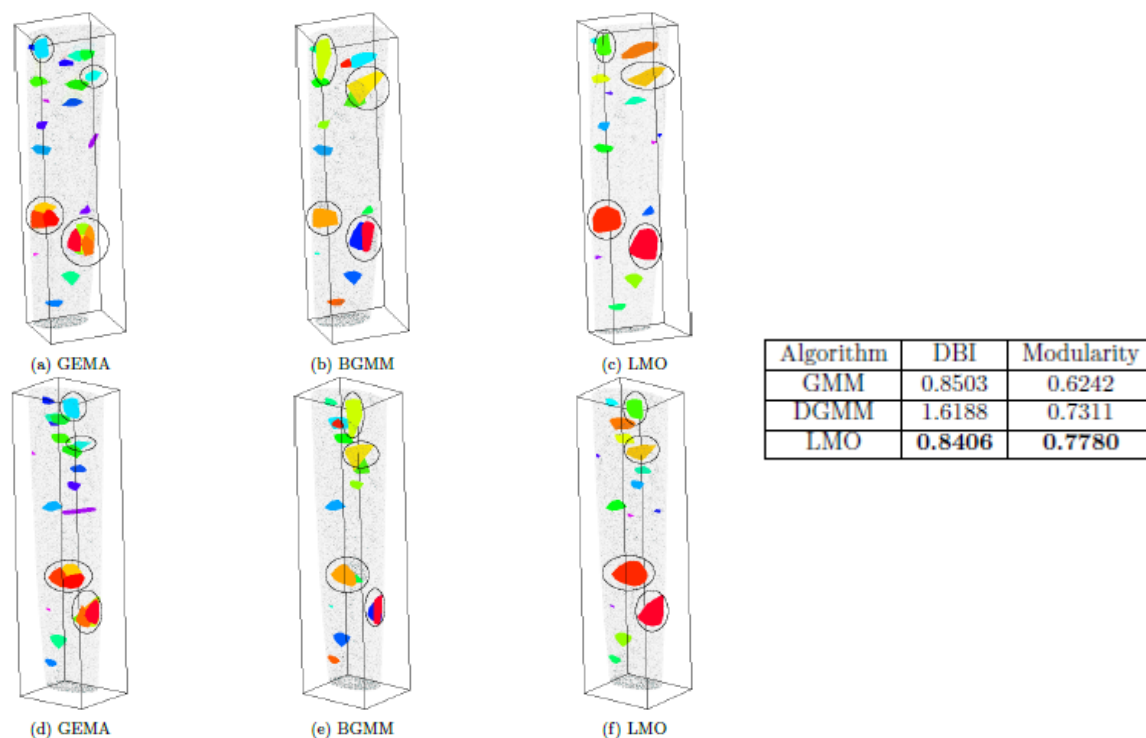 (a) GEMA
(b) BGMM
(c) LMO
Algorithm DBI Modularity
GMM 0.8503 0.6242
DGMM 1.6188 0.7311
LMO 0.8406 0.7780
(d) GEMA
(e) BGMM
(f) LMO